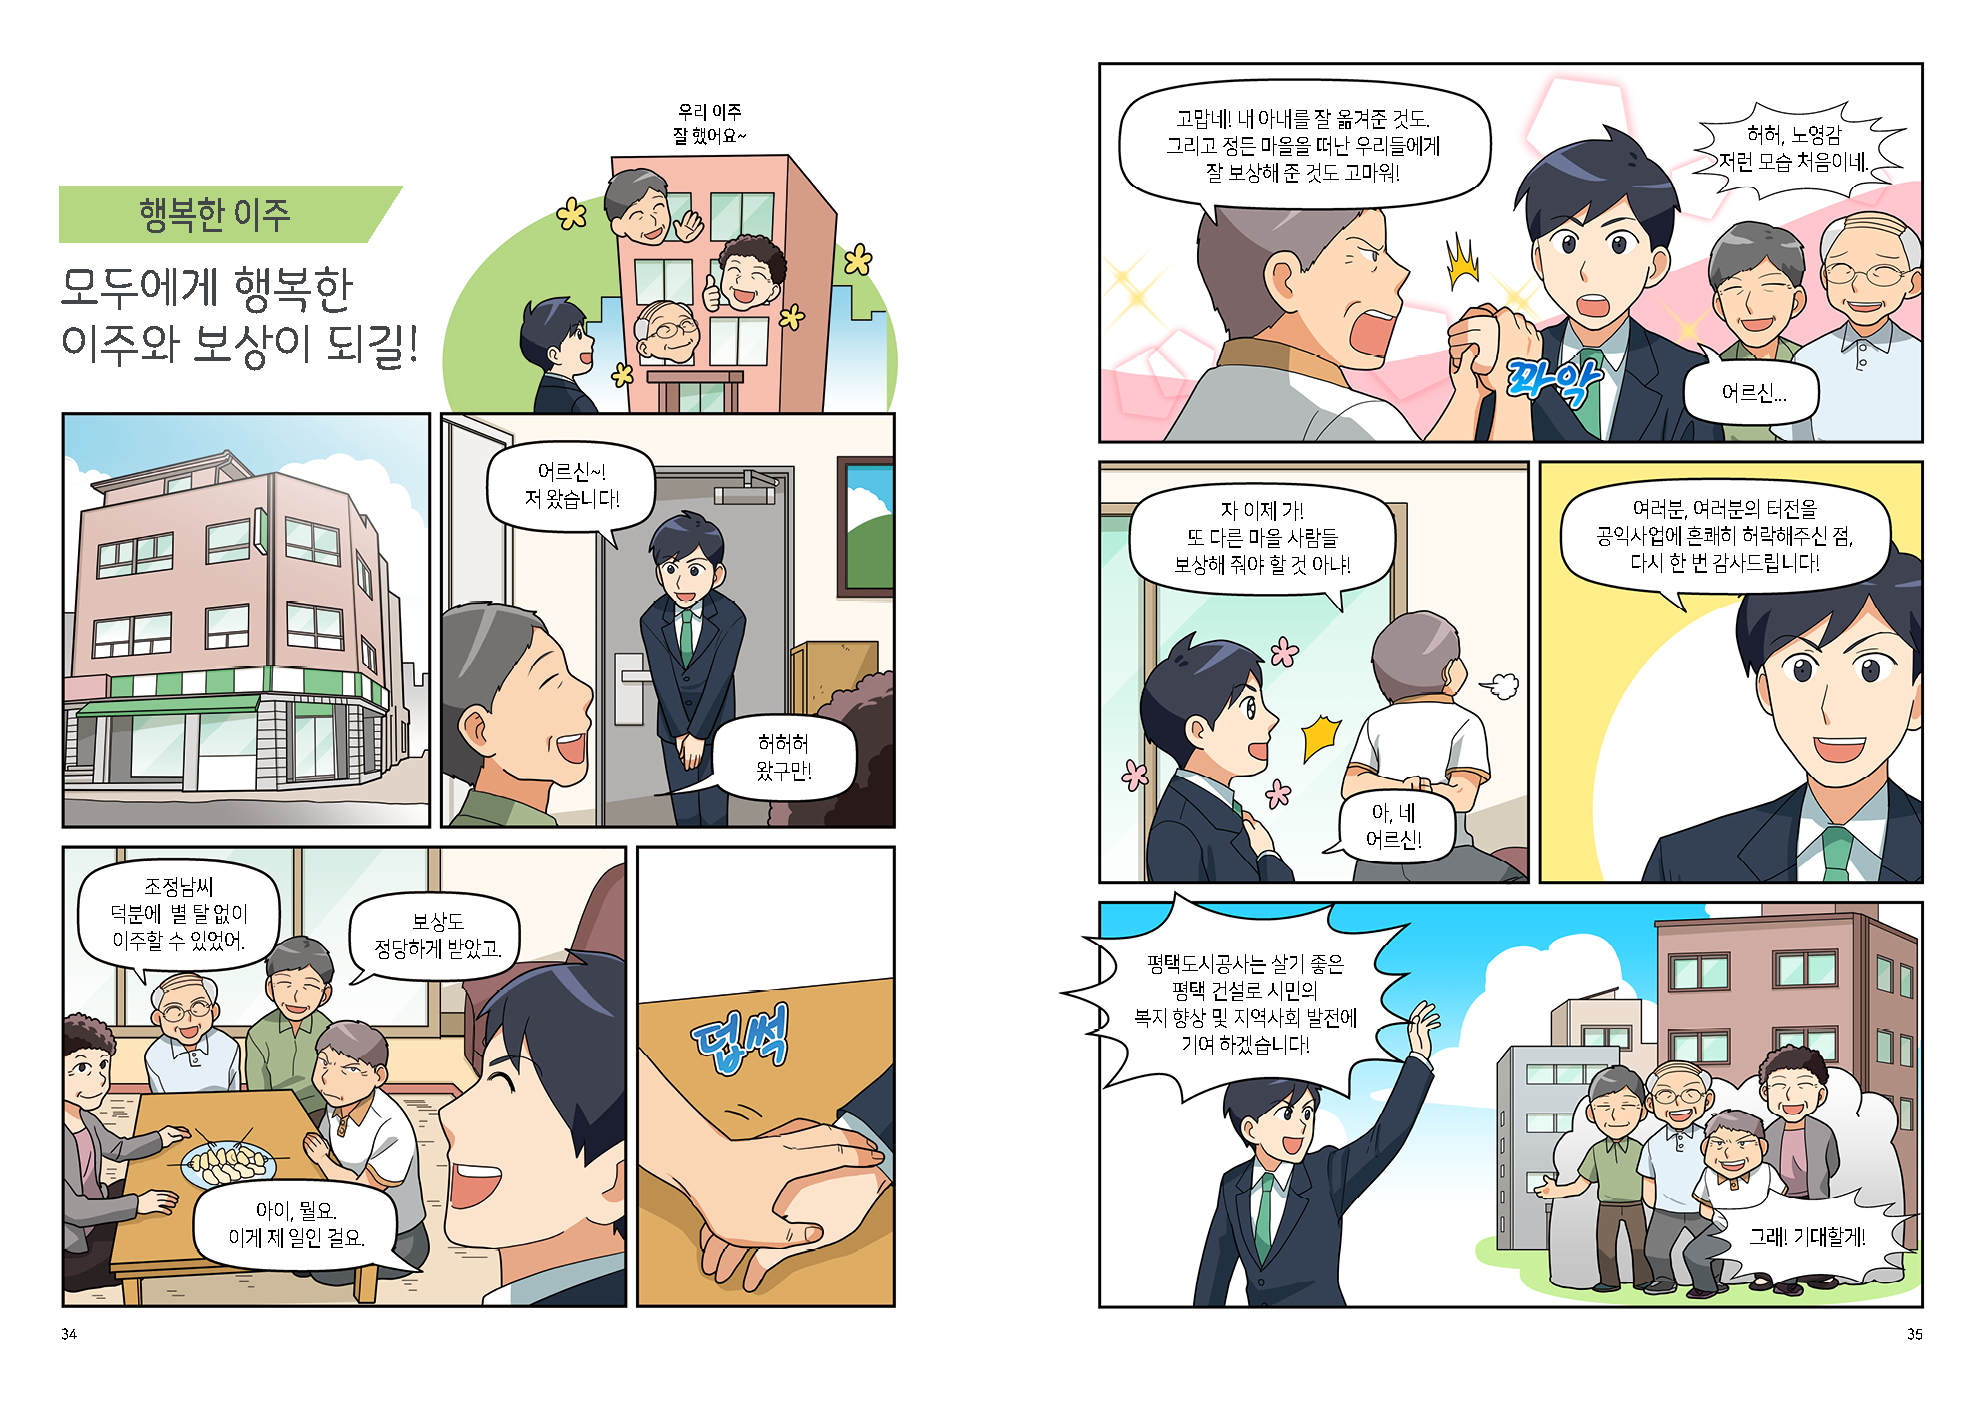 우리 이주
잘 했어요~
행복한 이주
모두에게 행복한
이주와 보상이 되길!
어르신~!
저 왔습니다!
허허허
왔구만!
조정남씨
덕분에 별 탈 없이
이주할 수 있었어.
보상도
정당하게 받았고.
아이, 뭘요.
이게 제 일인 걸요.
덥썩
34
고맙네! 내 아내를 잘 옮겨준 것도.
그리고 정든 마을을 떠난 우리들에게
잘 보상해 준 것도 고마워!
허허, 노영감
저런 모습 처음이네.
꽈악
어르신...
자 이제 가!
또 다른 마을 사람들
보상해 줘야 할 것 아냐!
아, 네
어르신!
여러분, 여러분의 터전을
공익사업에 흔쾌히 허락해주신 점,
다시 한 번 감사드립니다!
평택도시공사는 살기 좋은
평택 건설로 시민의
복지 향상 및 지역사회 발전에
기여 하겠습니다!
그래! 기대할게!
35